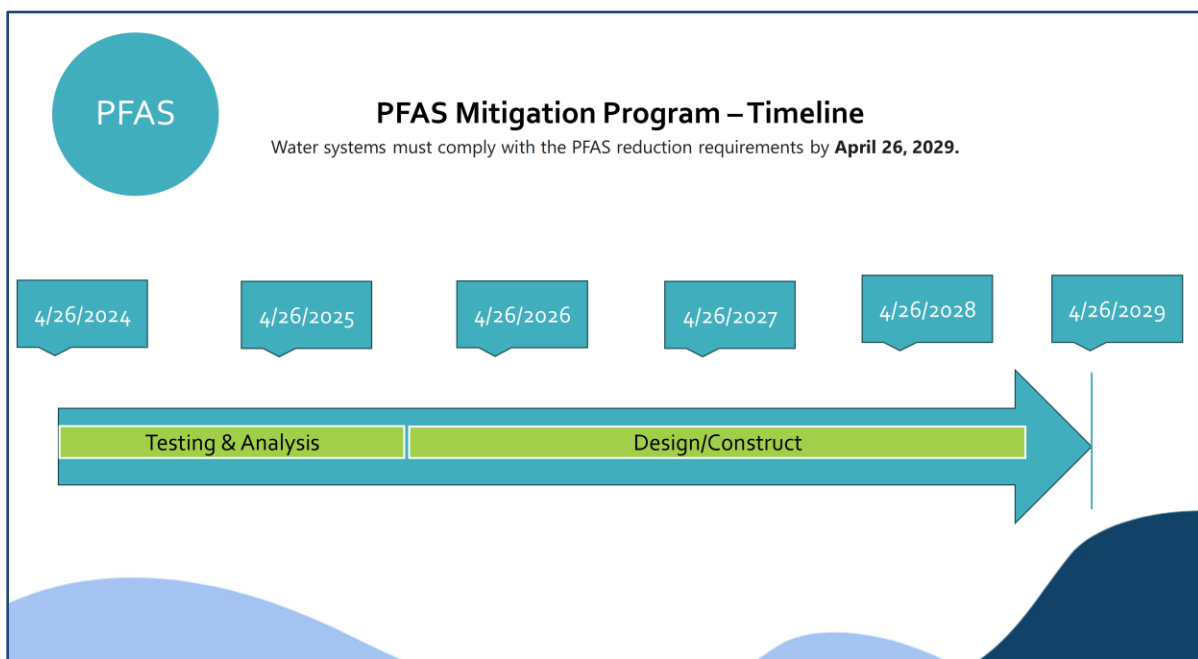 PFAS
PFAS Mitigation Program – Timeline
Water systems must comply with the PFAS reduction requirements by April 26, 2029.
4/26/2024
4/26/2025
4/26/2026
4/26/2027
4/26/2028
4/26/2029
Testing & Analysis
Design/Construct